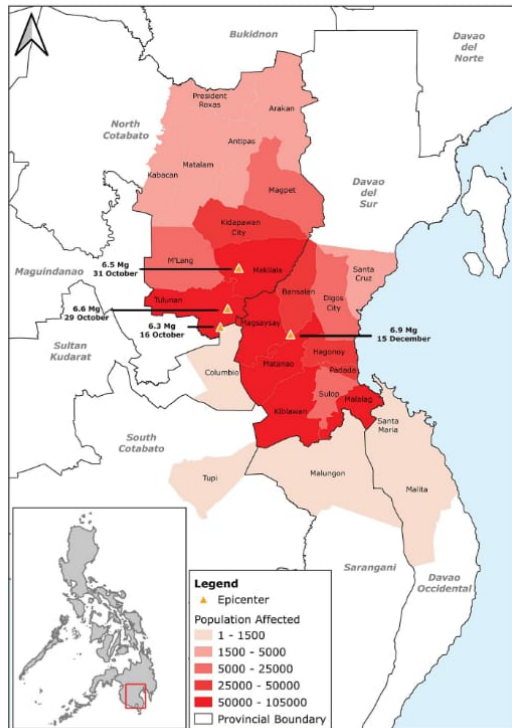 Bukidnon
Davao
del
Norte
President
Roxas
Arakan
North
Cotabato
Antipas
Matalam
Kabacan
Magpet
Davao
del
Sur
Kidapawan
City
M'Lang
6.5 Mg
31 October
Maguindanao
Makilala
Santa
Cruz
Bansalan
Tulunan
Digos
City
6.6 Mg
29 October
6.3 Mg
16 October
Magsaysay
6.9 Mg
15 December
Sultan
Kudarat
Matanao
Hagonoy
Padada
Columbio
Sulop
Malalag
Kiblawan
Santa
Maria
South
Cotabato
Tupi
Malungon
Malita
Sarangani
Davao
Occidental
Legend
Epicenter
Population Affected
1 - 1500
1500 - 5000
5000 - 25000
25000 - 50000
50000 - 105000
Provincial Boundary